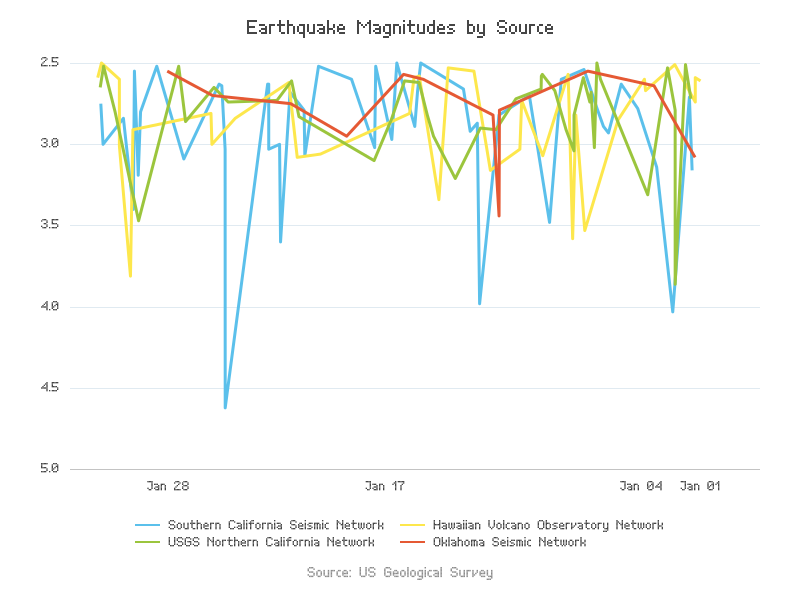 Earthquake Magnitudes by Source
2.5
3.0
3.5
4.0
4.5
5.0
Jan 28 Jan 17 Jan 04 Jan 01
Southern California Seismic Network Hawaiian Volcano Observatory Network
USGS Northern California Network Oklahoma Seismic Network
Source: US Geological Survey